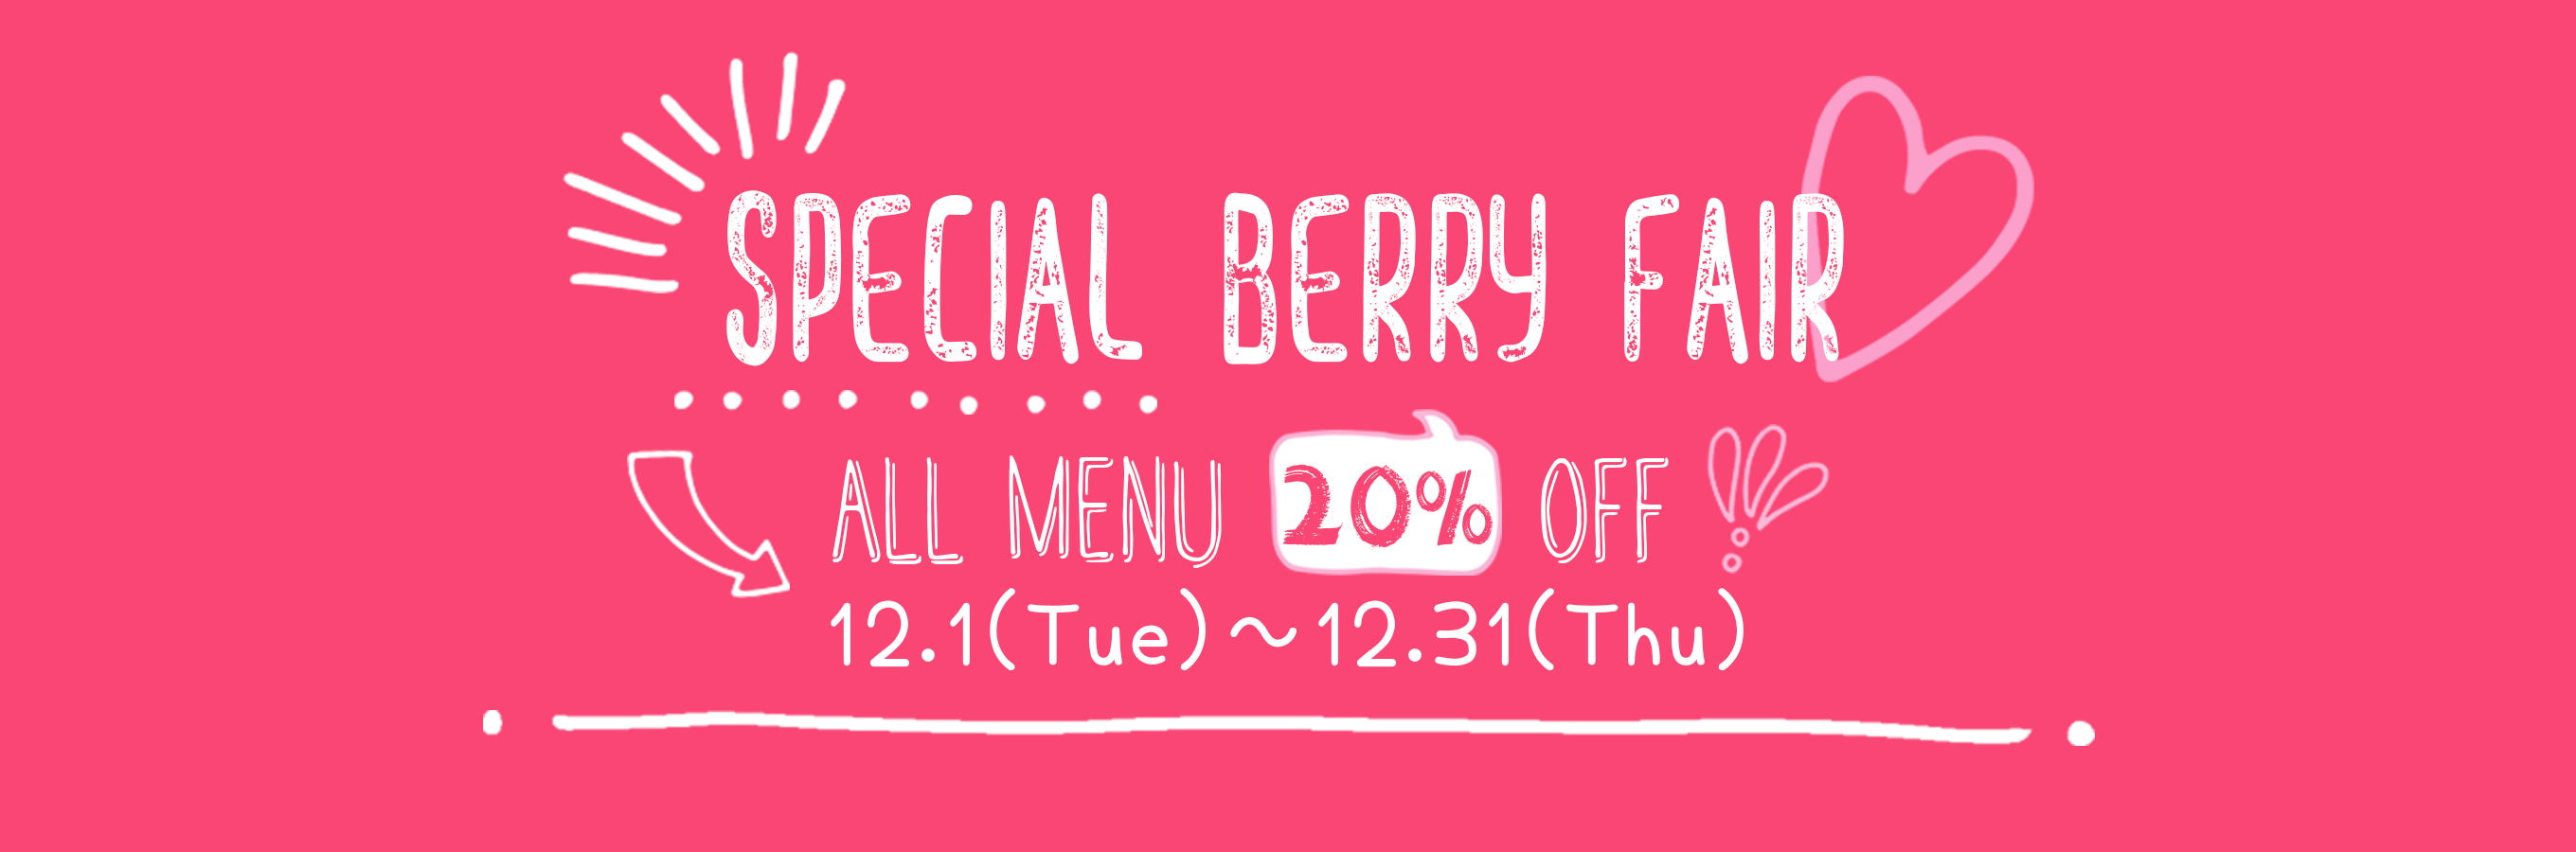 SPECIAL BERRY FAIR
ALL MENU 20% OFF
12.1(Tue)～12.31(Thu)